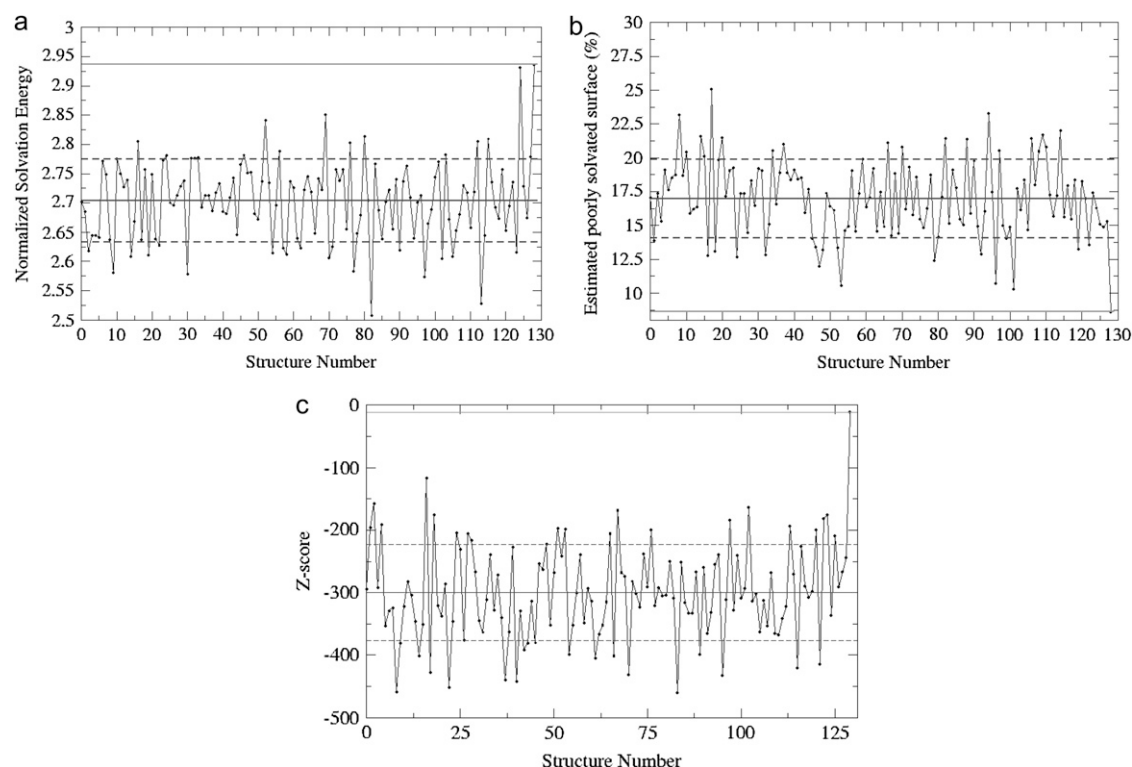 a
3
2.95
2.9
2.85
2.8
2.75
2.7
2.65
2.6
2.55
2.5
Normalized Solvation Energy
0 10 20 30 40 50 60 70 80 90 100 110 120 130
Structure Number
b
30
27.5
25
22.5
20
17.5
15
12.5
10
Estimated poorly solvated surface (%)
0 10 20 30 40 50 60 70 80 90 100 110 120 130
Structure Number
c
0
-100
-200
-300
-400
-500
Z-score
0 25 50 75 100 125
Structure Number